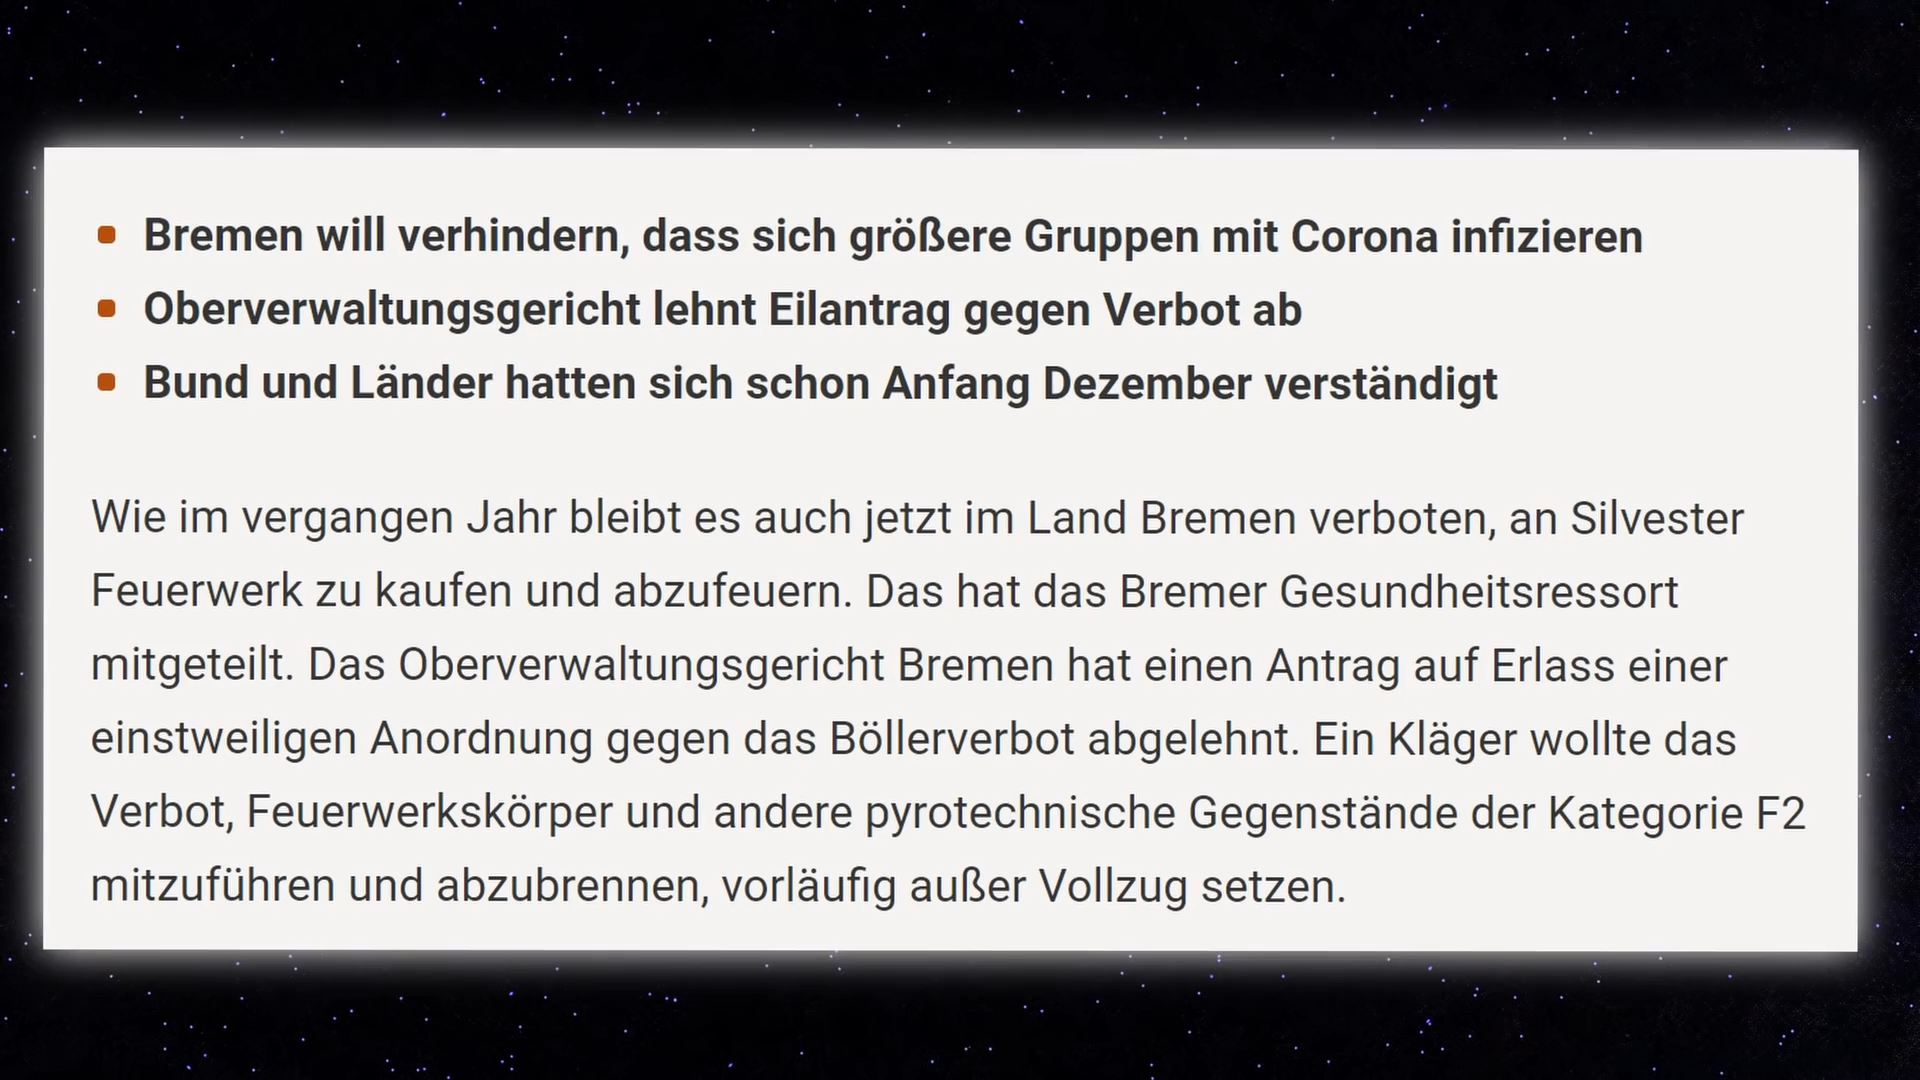 Bremen will verhindern, dass sich größere Gruppen mit Corona infizieren
Oberverwaltungsgericht lehnt Eilantrag gegen Verbot ab
Bund und Länder hatten sich schon Anfang Dezember verständigt
Wie im vergangen Jahr bleibt es auch jetzt im Land Bremen verboten, an Silvester
Feuerwerk zu kaufen und abzufeuern. Das hat das Bremer Gesundheitsressort
mitgeteilt. Das Oberverwaltungsgericht Bremen hat einen Antrag auf Erlass einer
einstweiligen Anordnung gegen das Böllerverbot abgelehnt. Ein Kläger wollte das
Verbot, Feuerwerkskörper und andere pyrotechnische Gegenstände der Kategorie F2
mitzuführen und abzubrennen, vorläufig außer Vollzug setzen.